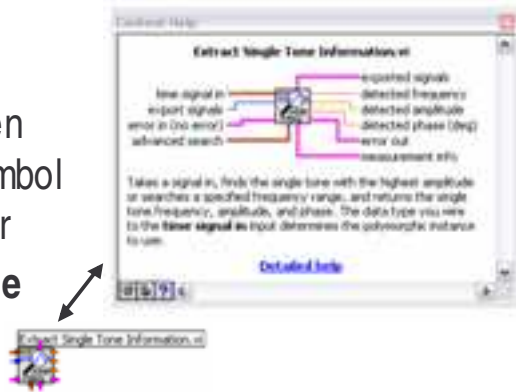 en
mbol
r
e
Context Help
Extract Single Tone Information.vi
time signal in
export signals
error in (no error)
advanced search
exported signals
detected frequency
detected amplitude
detected phase (deg)
error out
measurement info
Takes a signal in, finds the single tone with the highest amplitude
or searches a specified frequency range, and returns the single
tone frequency, amplitude, and phase. The data type you wire
to the time signal in input determines the polymorphic instance
to use.
Detailed help
?
Extract Single Tone Information.vi